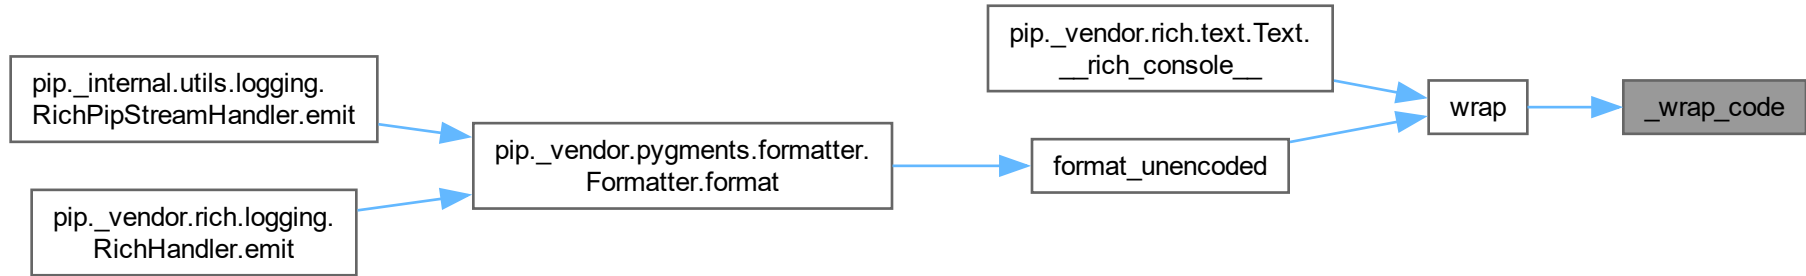 pip._internal.utils.logging.
RichPipStreamHandler.emit
pip._vendor.rich.logging.
RichHandler.emit
pip._vendor.pygments.formatter.
Formatter.format
pip._vendor.rich.text.Text.
__rich_console__
format_unencoded
wrap
_wrap_code